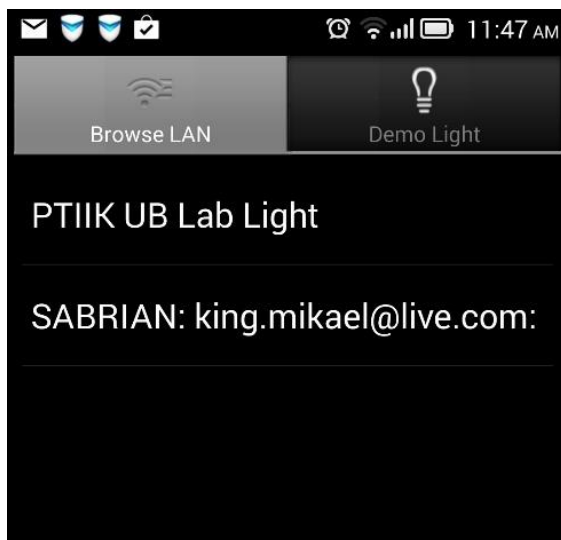 11:47 AM
Browse LAN
Demo Light
PTIIK UB Lab Light
SABRIAN: king.mikael@live.com: